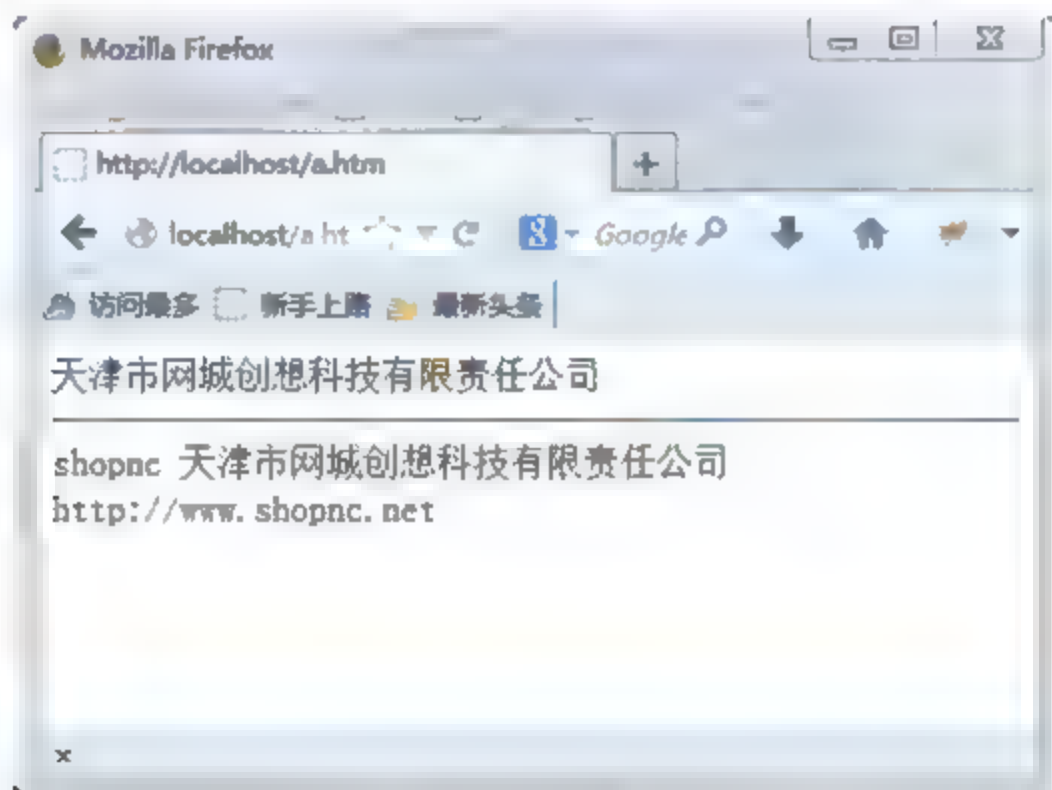 Mozilla Firefox
http://localhost/a.htm
localhost/a.ht
Google
访问最多 新手上路 最新头条
天津市网城创想科技有限责任公司
shopnc 天津市网城创想科技有限责任公司
http://www.shopnc.net